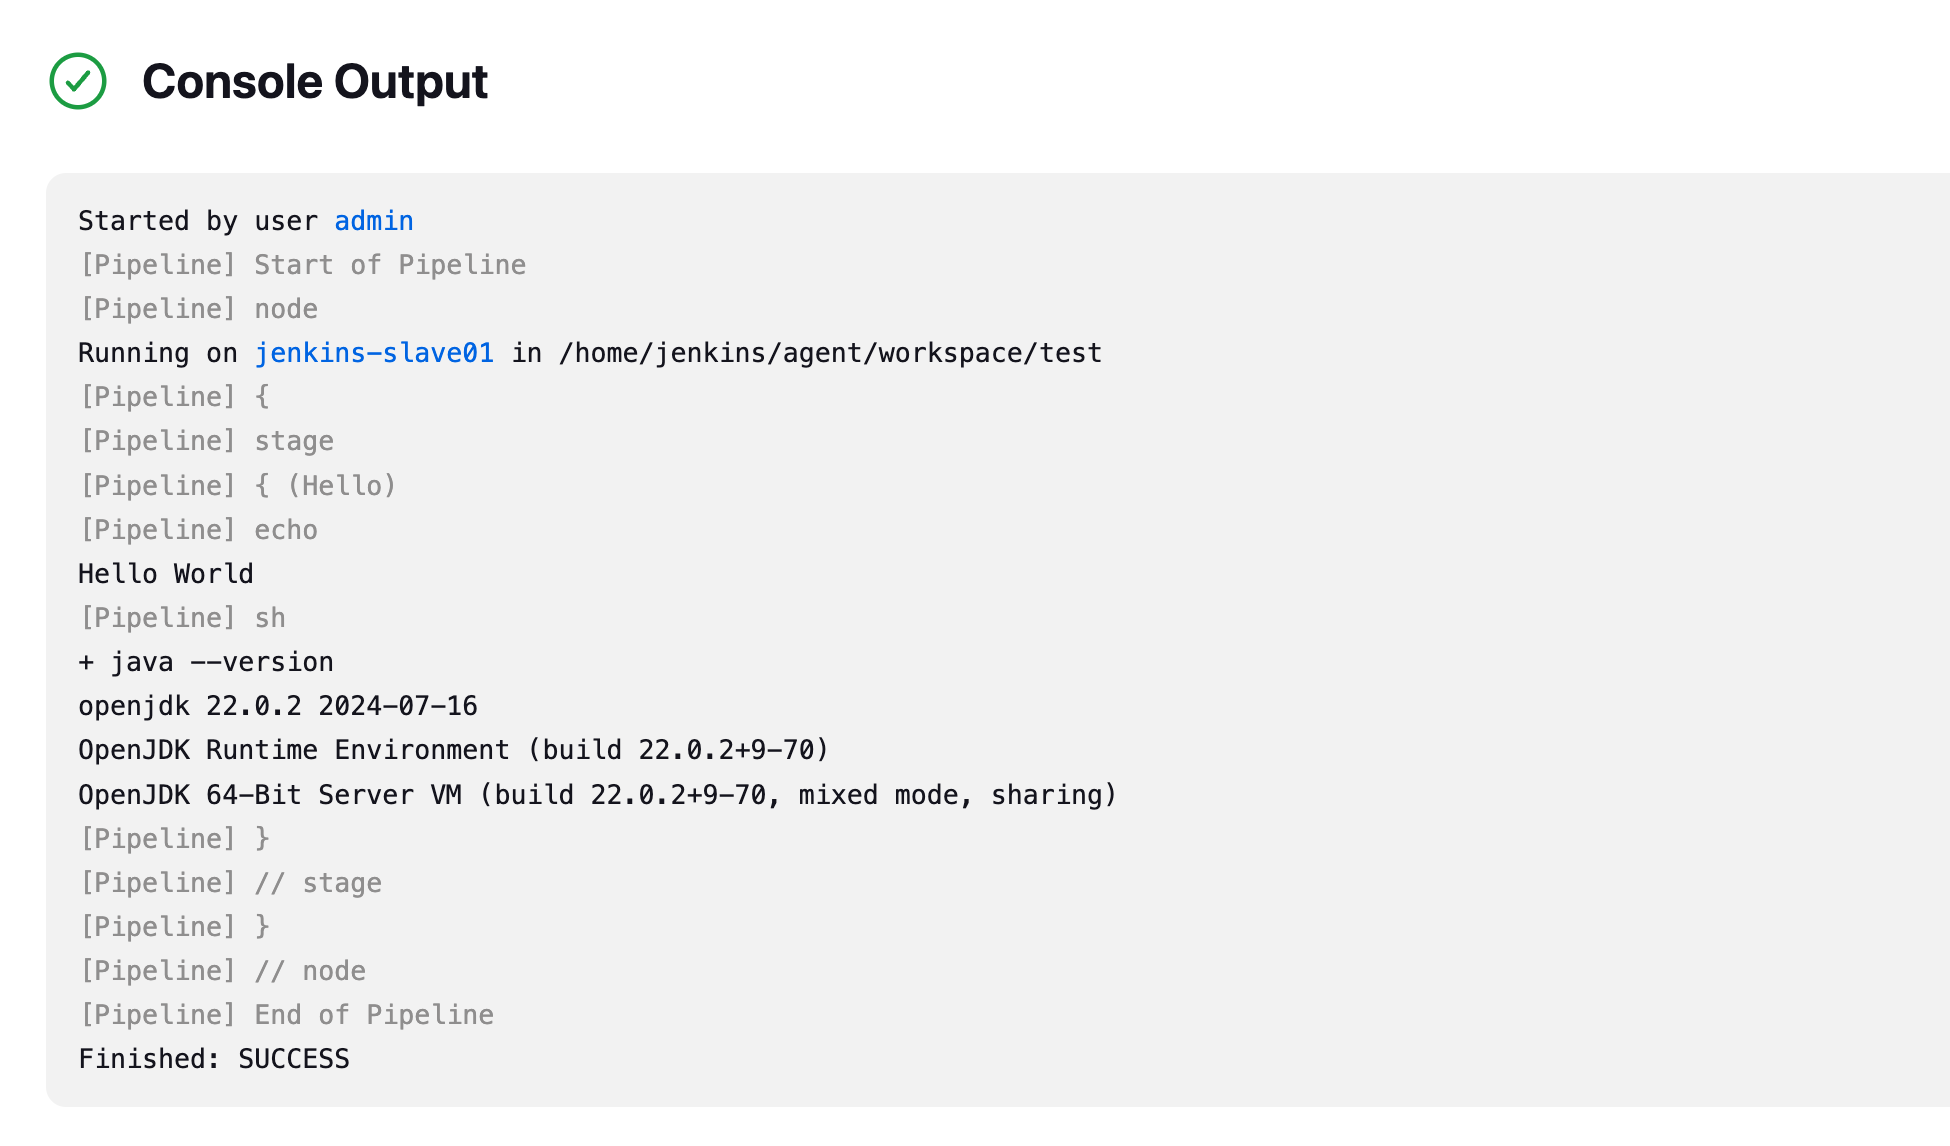 Console Output
Started by user admin
[Pipeline] Start of Pipeline
[Pipeline] node
Running on jenkins-slave01 in /home/jenkins/agent/workspace/test
[Pipeline] {
[Pipeline] stage
[Pipeline] { (Hello)
[Pipeline] echo
Hello World
[Pipeline] sh
+ java --version
openjdk 22.0.2 2024-07-16
OpenJDK Runtime Environment (build 22.0.2+9-70)
OpenJDK 64-Bit Server VM (build 22.0.2+9-70, mixed mode, sharing)
[Pipeline] }
[Pipeline] // stage
[Pipeline] }
[Pipeline] // node
[Pipeline] End of Pipeline
Finished: SUCCESS